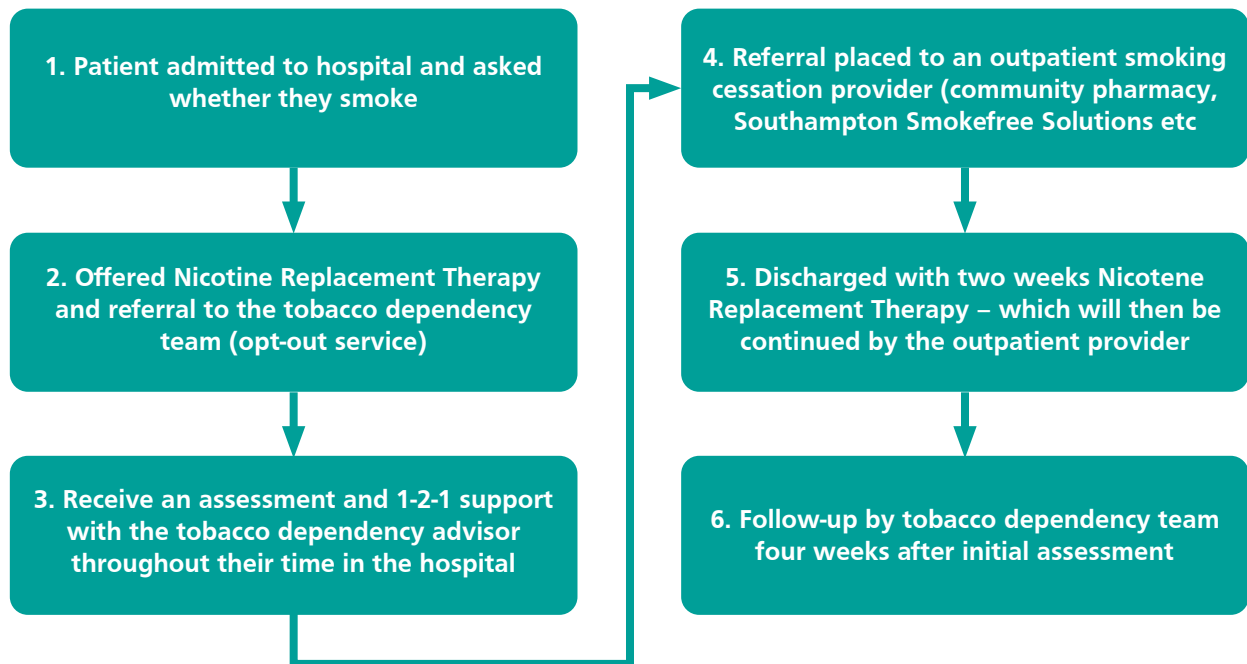 1. Patient admitted to hospital and asked
whether they smoke
2. Offered Nicotine Replacement Therapy
and referral to the tobacco dependency
team (opt-out service)
3. Receive an assessment and 1-2-1 support
with the tobacco dependency advisor
throughout their time in the hospital
4. Referral placed to an outpatient smoking
cessation provider (community pharmacy,
Southampton Smokefree Solutions etc
5. Discharged with two weeks Nicotene
Replacement Therapy – which will then be
continued by the outpatient provider
6. Follow-up by tobacco dependency team
four weeks after initial assessment